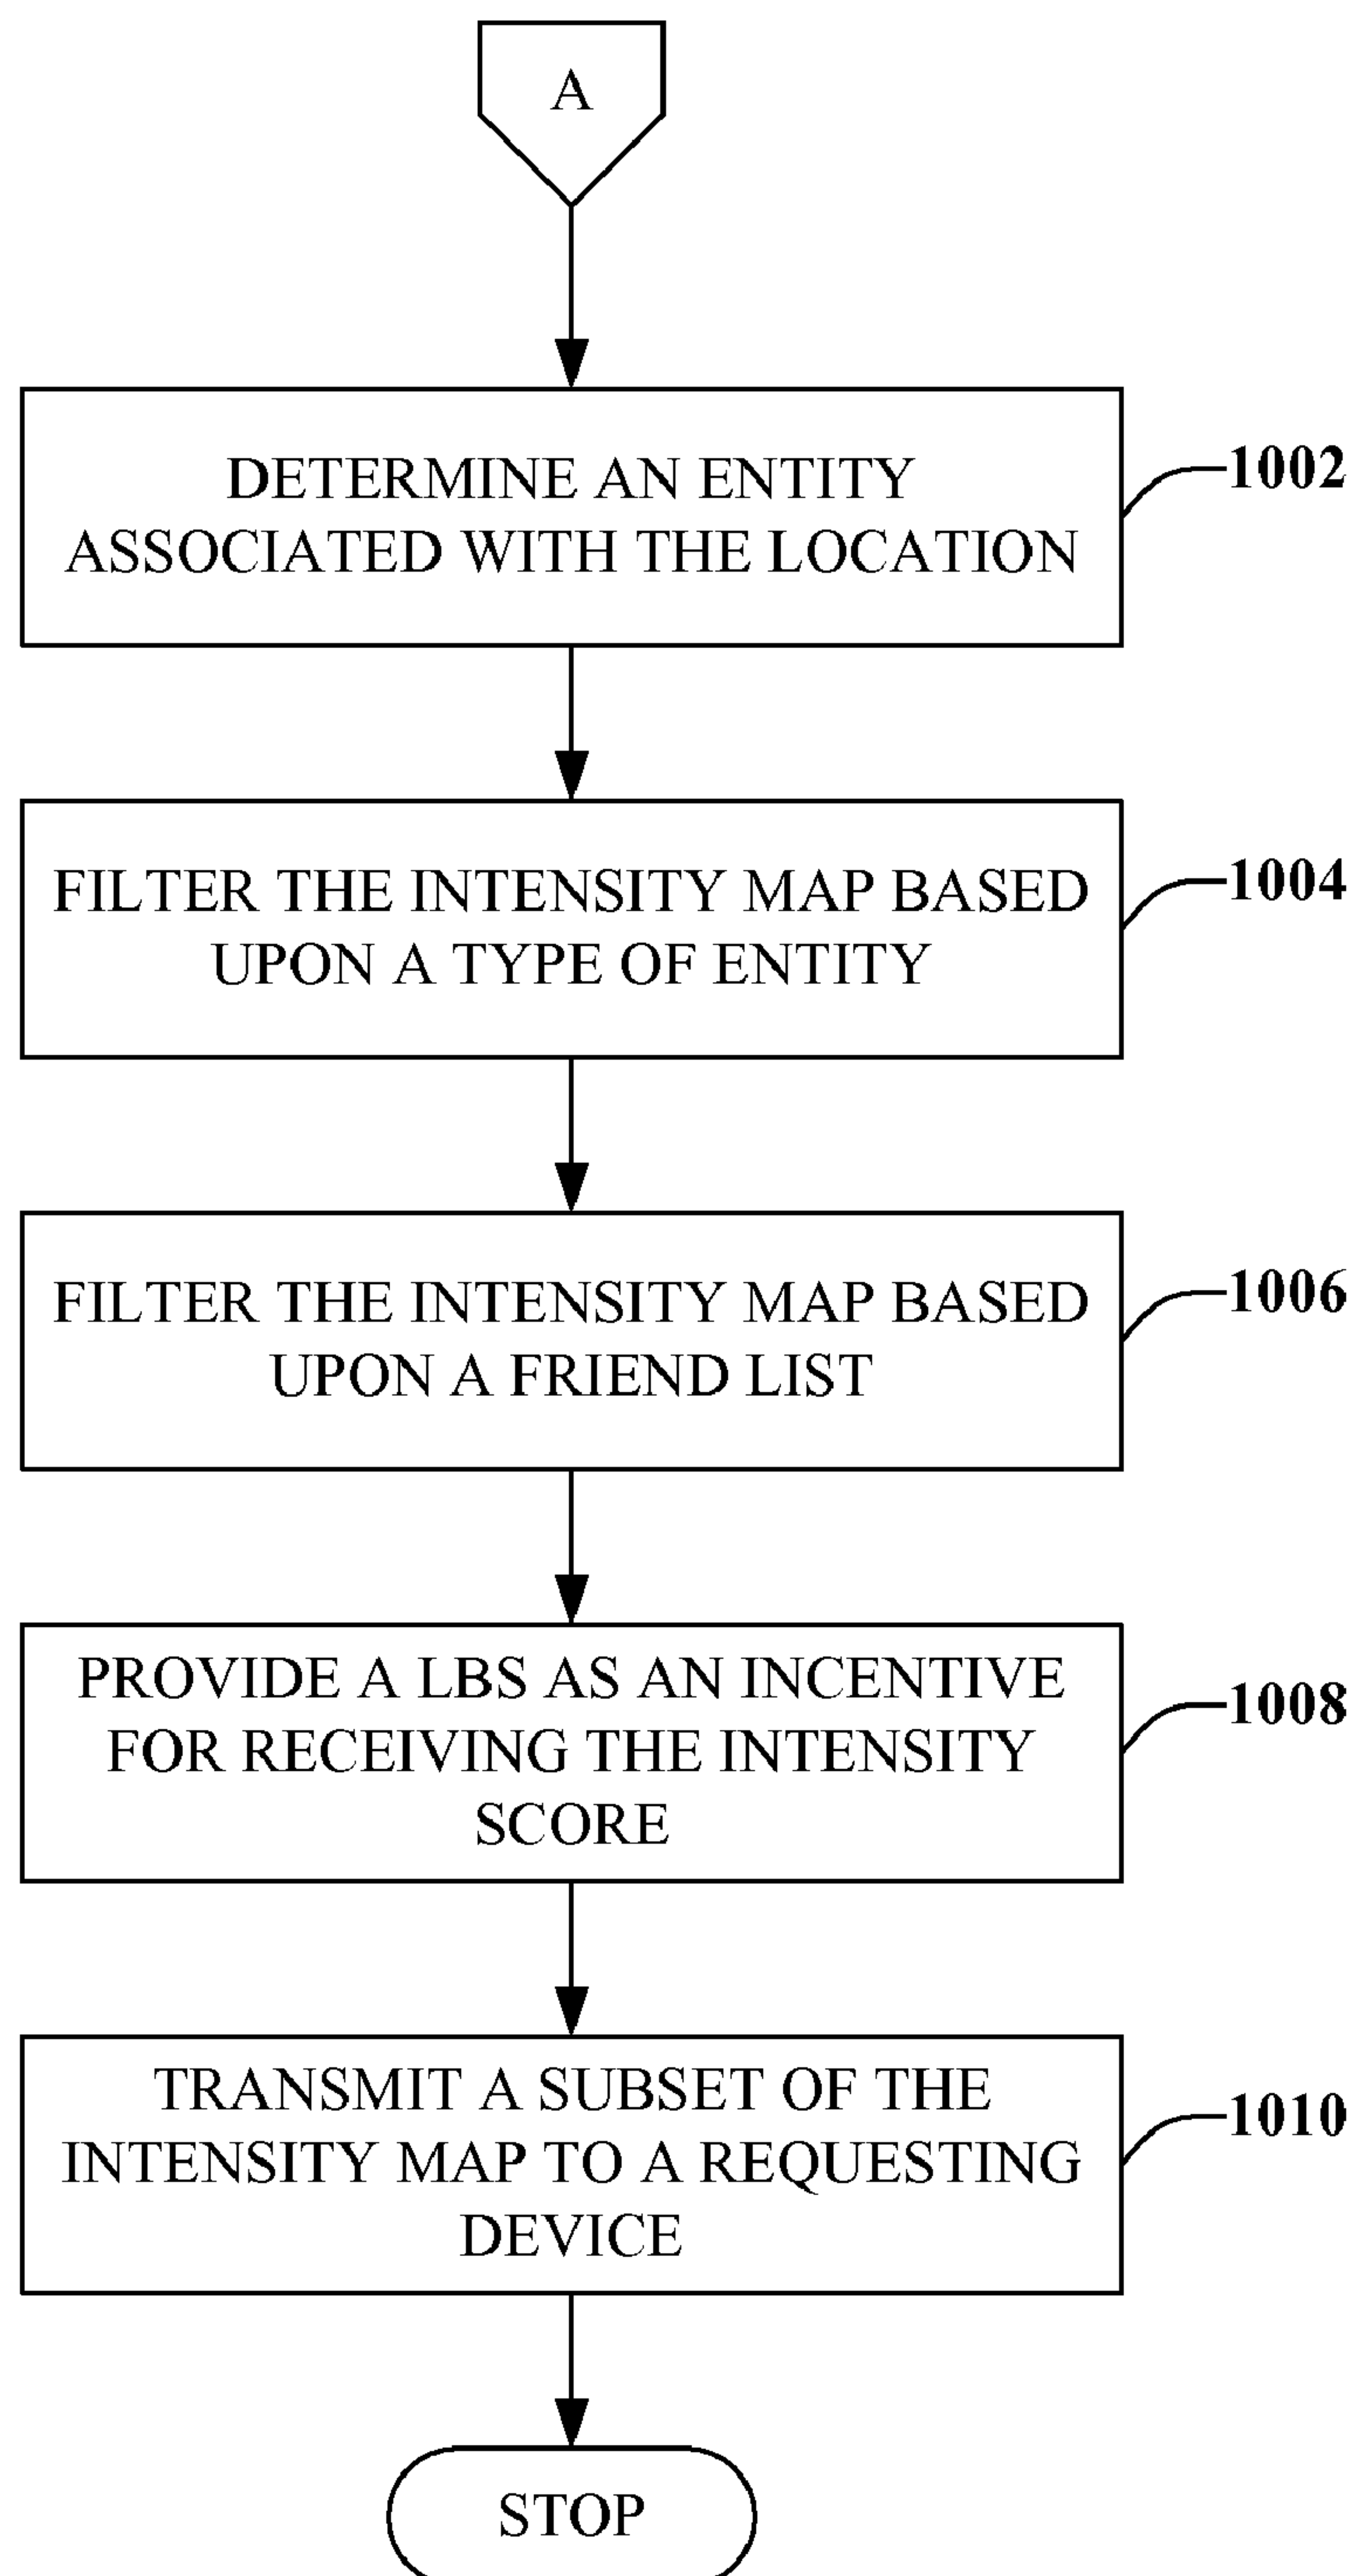 A
DETERMINE AN ENTITY
ASSOCIATED WITH THE LOCATION
1002
FILTER THE INTENSITY MAP BASED
UPON A TYPE OF ENTITY
1004
FILTER THE INTENSITY MAP BASED
UPON A FRIEND LIST
1006
PROVIDE A LBS AS AN INCENTIVE
FOR RECEIVING THE INTENSITY
SCORE
1008
TRANSMIT A SUBSET OF THE
INTENSITY MAP TO A REQUESTING
DEVICE
1010
STOP